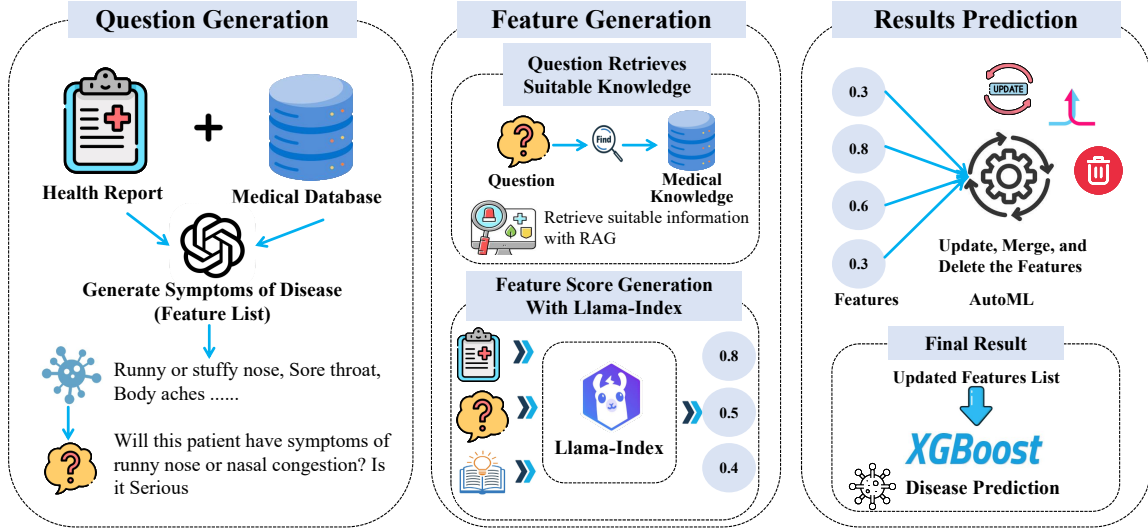 Question Generation
Health Report
+
Medical Database
Generate Symptoms of Disease
(Feature List)
Runny or stuffy nose, Sore throat,
Body aches ......
Will this patient have symptoms of
runny nose or nasal congestion? Is
it Serious
Feature Generation
Question Retrieves
Suitable Knowledge
Find
Question
Medical
Knowledge
Retrieve suitable information
with RAG
Feature Score Generation
With Llama-Index
Llama-Index
0.8
0.5
0.4
Results Prediction
0.3
0.8
0.6
0.3
Features
UPDATE
Update, Merge, and
Delete the Features
AutoML
Final Result
Updated Features List
XGBoost
Disease Prediction